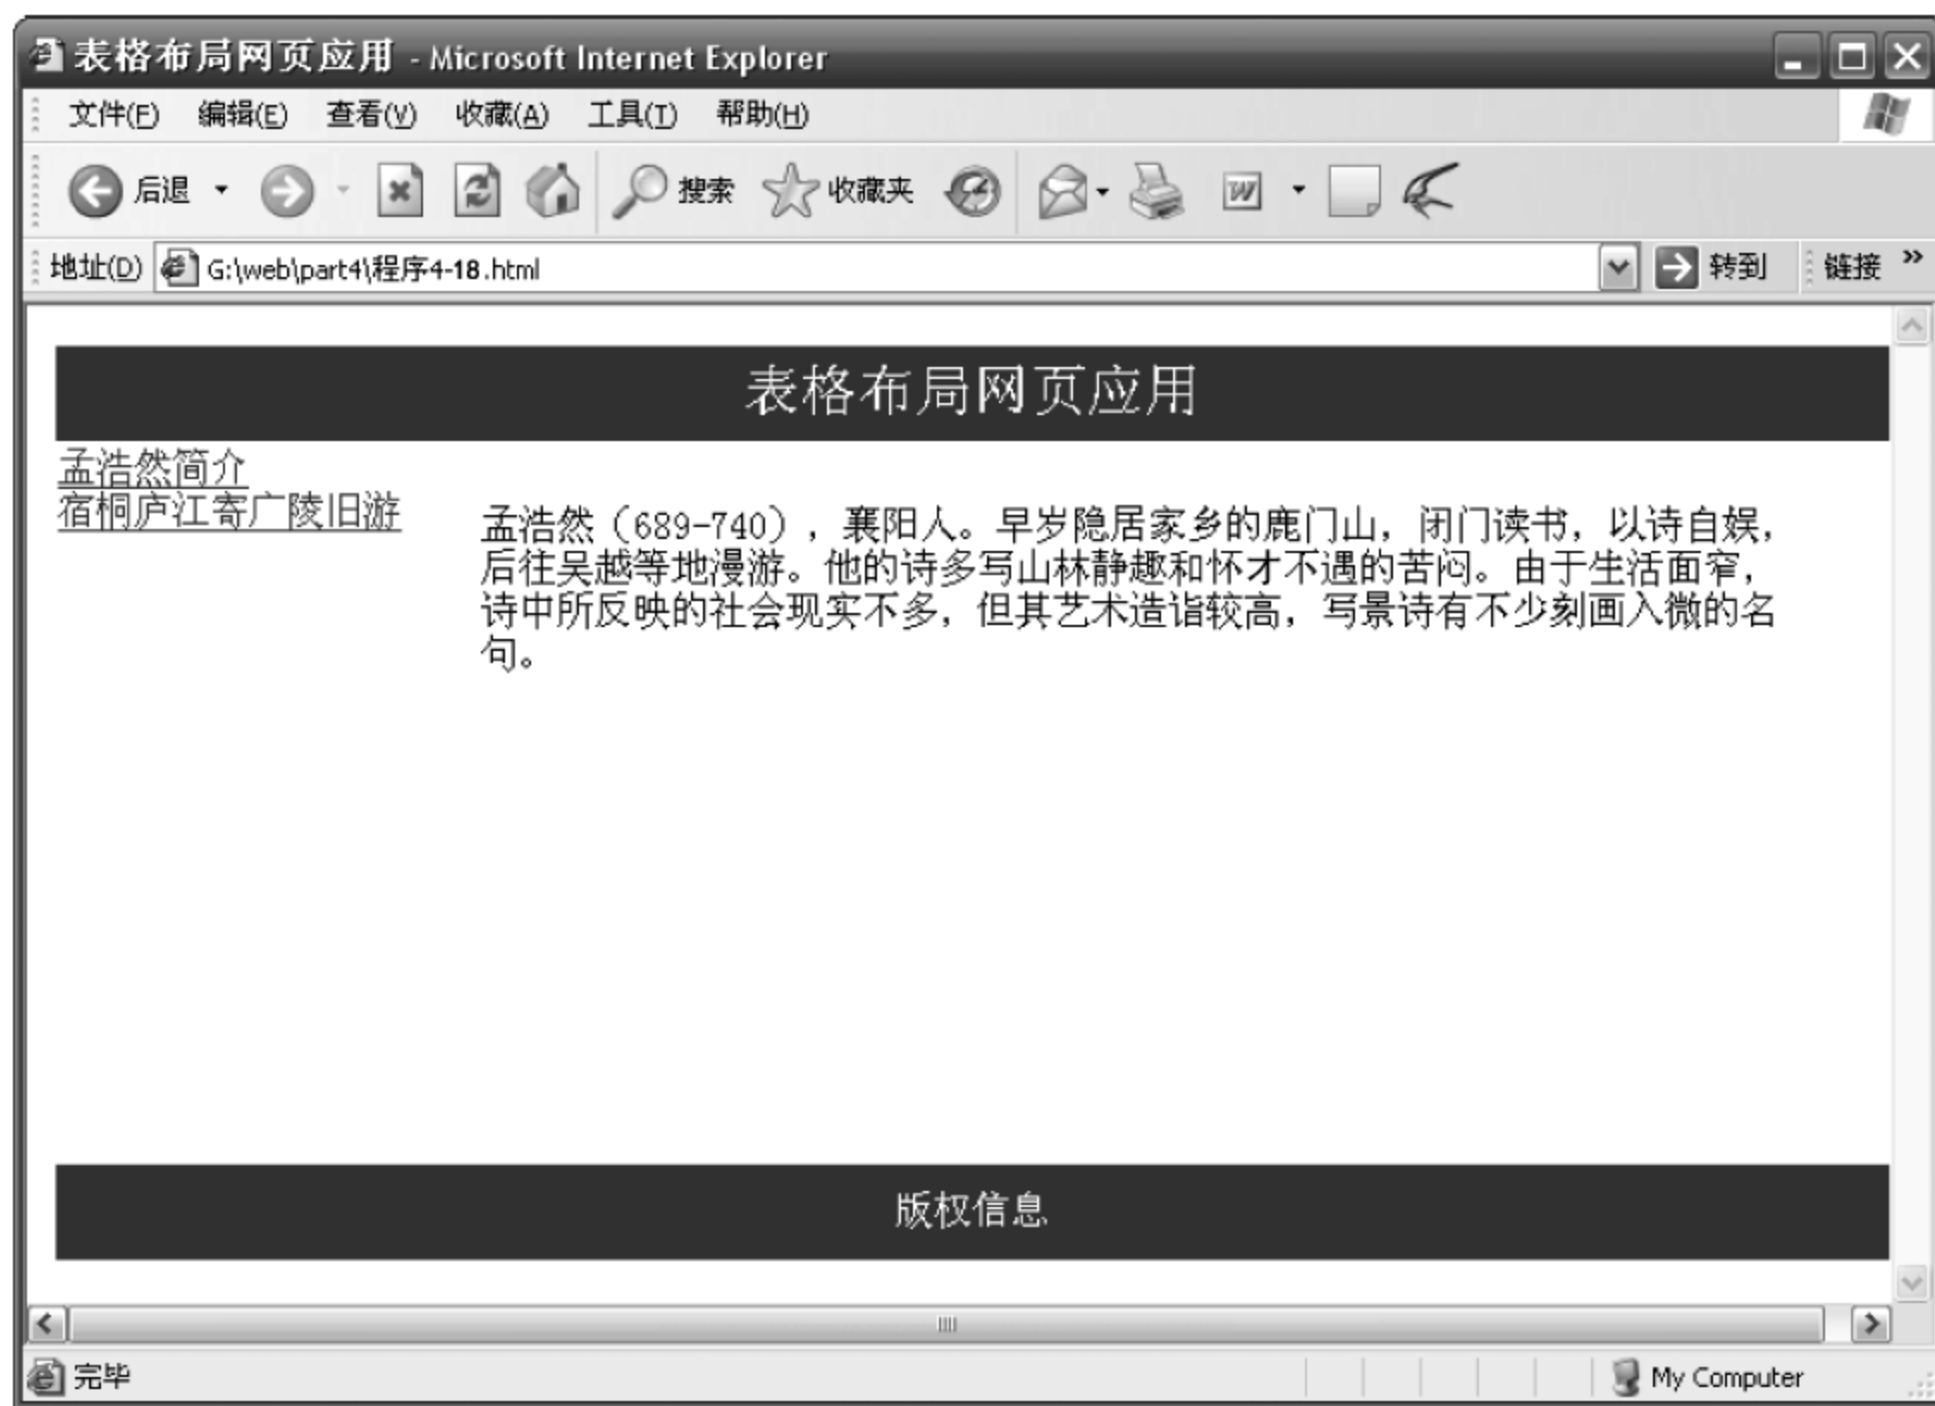 表格布局网页应用 - Microsoft Internet Explorer
文件(F) 编辑(E) 查看(V) 收藏(A) 工具(T) 帮助(H)
后退 搜索 收藏夹 W
地址(D) G:\web\part4\程序4-18.html 转到 链接 »
表格布局网页应用
孟浩然简介
宿桐庐江寄广陵旧游
孟浩然（689-740），襄阳人。早岁隐居家乡的鹿门山，闭门读书，以诗自娱，
后往吴越等地漫游。他的诗多写山林静趣和怀才不遇的苦闷。由于生活面窄，
诗中所反映的社会现实不多，但其艺术造诣较高，写景诗有不少刻画入微的名
句。
版权信息
完毕 My Computer